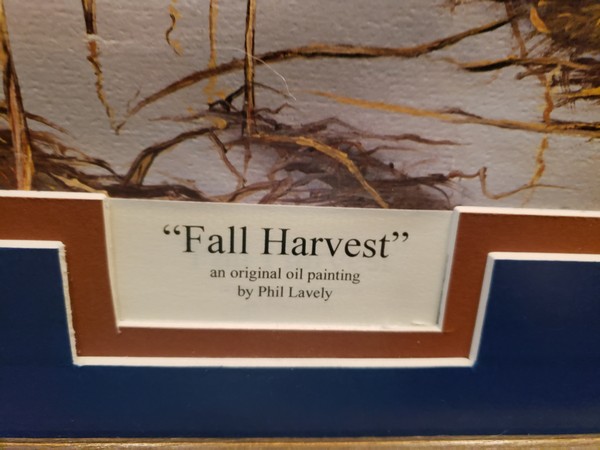 “Fall Harvest”
an original oil painting
by Phil Lavely